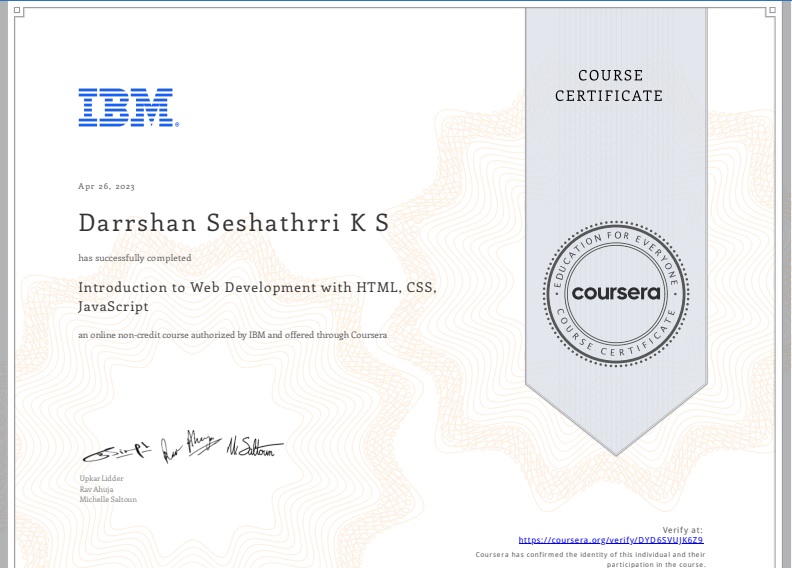 IBM®
COURSE
CERTIFICATE
Apr 26, 2023
Darrshan Seshathrri K S
has successfully completed
Introduction to Web Development with HTML, CSS,
JavaScript
an online non-credit course authorized by IBM and offered through Coursera
EDUCATION FOR EVERYONE
coursera
COURSE CERTIFICATE
M Saltoun
Upkar Lidder
Rav Ahuja
Michelle Saltoun
Verify at:
https://coursera.org/verify/DYD6SVUJK6Z9
Coursera has confirmed the identity of this individual and their
participation in the course.